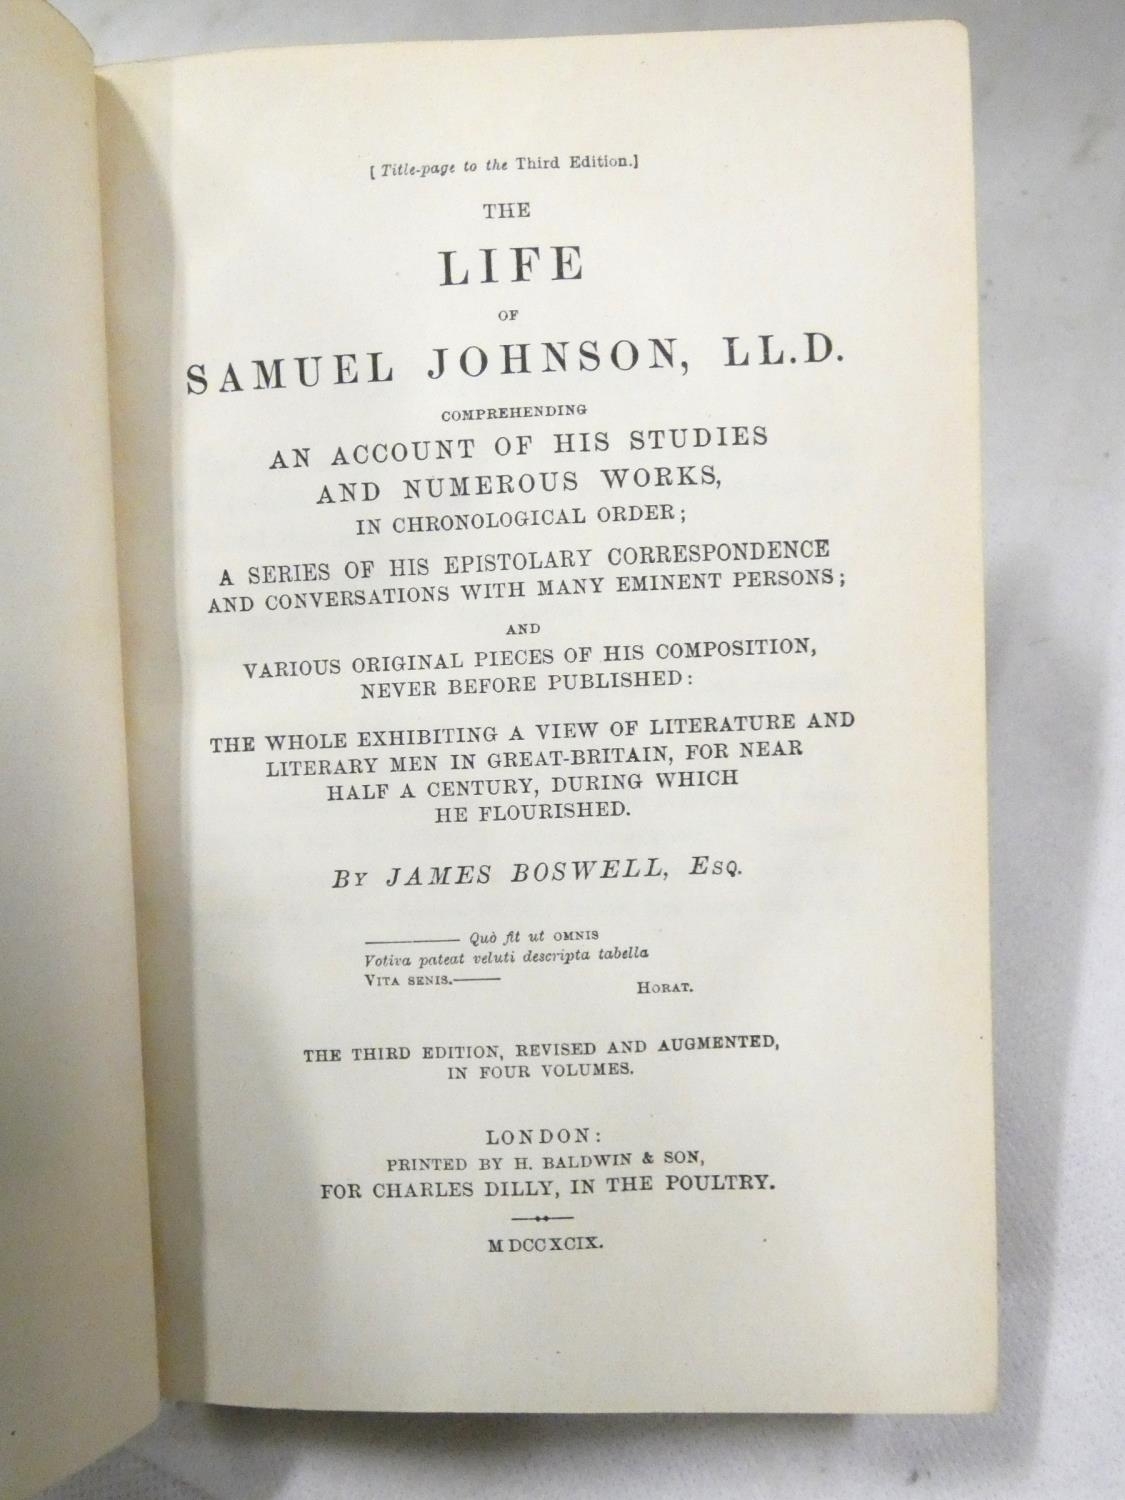 [Title-page to the Third Edition.]
THE
LIFE
OF
SAMUEL JOHNSON, LL.D.
COMPREHENDING
AN ACCOUNT OF HIS STUDIES
AND NUMEROUS WORKS,
IN CHRONOLOGICAL ORDER;
A SERIES OF HIS EPISTOLARY CORRESPONDENCE
AND CONVERSATIONS WITH MANY EMINENT PERSONS;
AND
VARIOUS ORIGINAL PIECES OF HIS COMPOSITION,
NEVER BEFORE PUBLISHED:
THE WHOLE EXHIBITING A VIEW OF LITERATURE AND
LITERARY MEN IN GREAT-BRITAIN, FOR NEAR
HALF A CENTURY, DURING WHICH
HE FLOURISHED.
BY JAMES BOSWELL, ESQ.
——— Quò fit ut OMNIS
Votiva pateat veluti descripta tabella
VITA SENIS.——
HORAT.
THE THIRD EDITION, REVISED AND AUGMENTED,
IN FOUR VOLUMES.
LONDON:
PRINTED BY H. BALDWIN & SON,
FOR CHARLES DILLY, IN THE POULTRY.
MDCCXCIX.